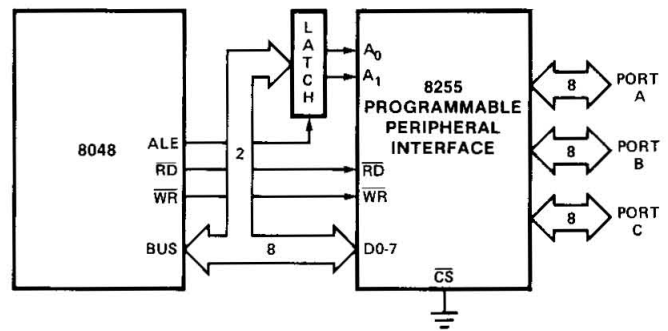 LATCH
A0
A1
8255
PROGRAMMABLE
PERIPHERAL
INTERFACE
8 PORT A
8048
ALE
2
8 PORT B
RD
RD
WR
WR
8 PORT C
BUS
8
D0-7
CS